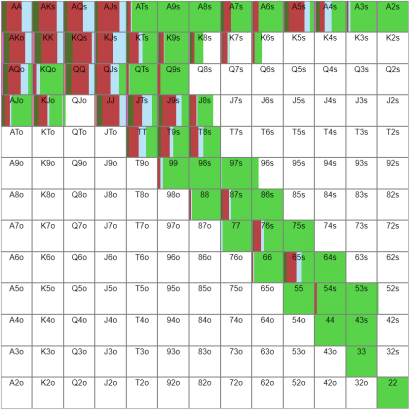 AA AKs AQs AJs ATs A9s A8s A7s A6s A5s A4s A3s A2s
AKo KK KQs KJs KTs K9s K8s K7s K6s K5s K4s K3s K2s
AQo KQo QQ QJs QTs Q9s Q8s Q7s Q6s Q5s Q4s Q3s Q2s
AJo KJo QJo JJ JTs J9s J8s J7s J6s J5s J4s J3s J2s
ATo KTo QTo JTo TT T9s T8s T7s T6s T5s T4s T3s T2s
A9o K9o Q9o J9o T9o 99 98s 97s 96s 95s 94s 93s 92s
A8o K8o Q8o J8o T8o 98o 88 87s 86s 85s 84s 83s 82s
A7o K7o Q7o J7o T7o 97o 87o 77 76s 75s 74s 73s 72s
A6o K6o Q6o J6o T6o 96o 86o 76o 66 65s 64s 63s 62s
A5o K5o Q5o J5o T5o 95o 85o 75o 65o 55 54s 53s 52s
A4o K4o Q4o J4o T4o 94o 84o 74o 64o 54o 44 43s 42s
A3o K3o Q3o J3o T3o 93o 83o 73o 63o 53o 43o 33 32s
A2o K2o Q2o J2o T2o 92o 82o 72o 62o 52o 42o 32o 22